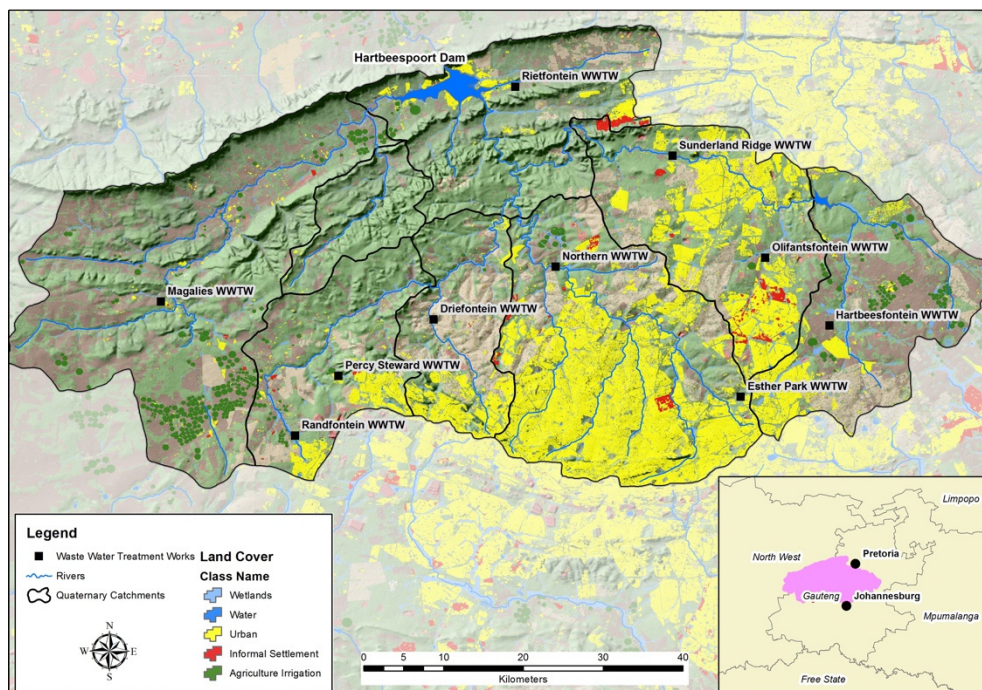 Hartbeespoort Dam
Rietfontein WWTW
Sunderland Ridge WWTW
Olifantsfontein WWTW
Northern WWTW
Magalies WWTW
Driefontein WWTW
Hartbeesfontein WWTW
Percy Steward WWTW
Esther Park WWTW
Randfontein WWTW
Legend
Waste Water Treatment Works
Rivers
Quaternary Catchments
Land Cover
Class Name
Wetlands
Water
Urban
Informal Settlement
Agriculture Irrigation
N
W E
S
0 5 10 20 30 40
Kilometers
Limpopo
North West
Pretoria
Gauteng
Johannesburg
Mpumalanga
Free State